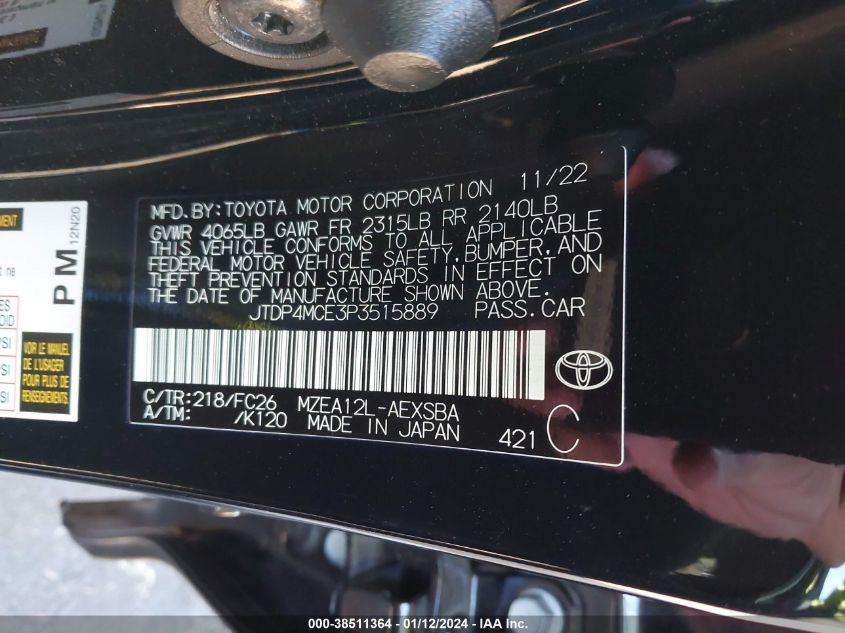 MFD.BY:TOYOTA MOTOR CORPORATION 11/22
GVWR 4065LB GAWR FR 2315LB RR 2140LB
THIS VEHICLE CONFORMS TO ALL APPLICABLE
FEDERAL MOTOR VEHICLE SAFETY,BUMPER,AND
THEFT PREVENTION STANDARDS IN EFFECT ON
THE DATE OF MANUFACTURE SHOWN ABOVE.
JTDP4MCE3P3515889 PASS.CAR
C/TR:218/FC26 MZEA12L-AEXSBA
A/TM: /K120 MADE IN JAPAN 421 C
PM
12N20
VOIR LE MANUEL
DE L'USAGER
POUR PLUS DE
000-38511364 - 01/12/2024 - IAA Inc.